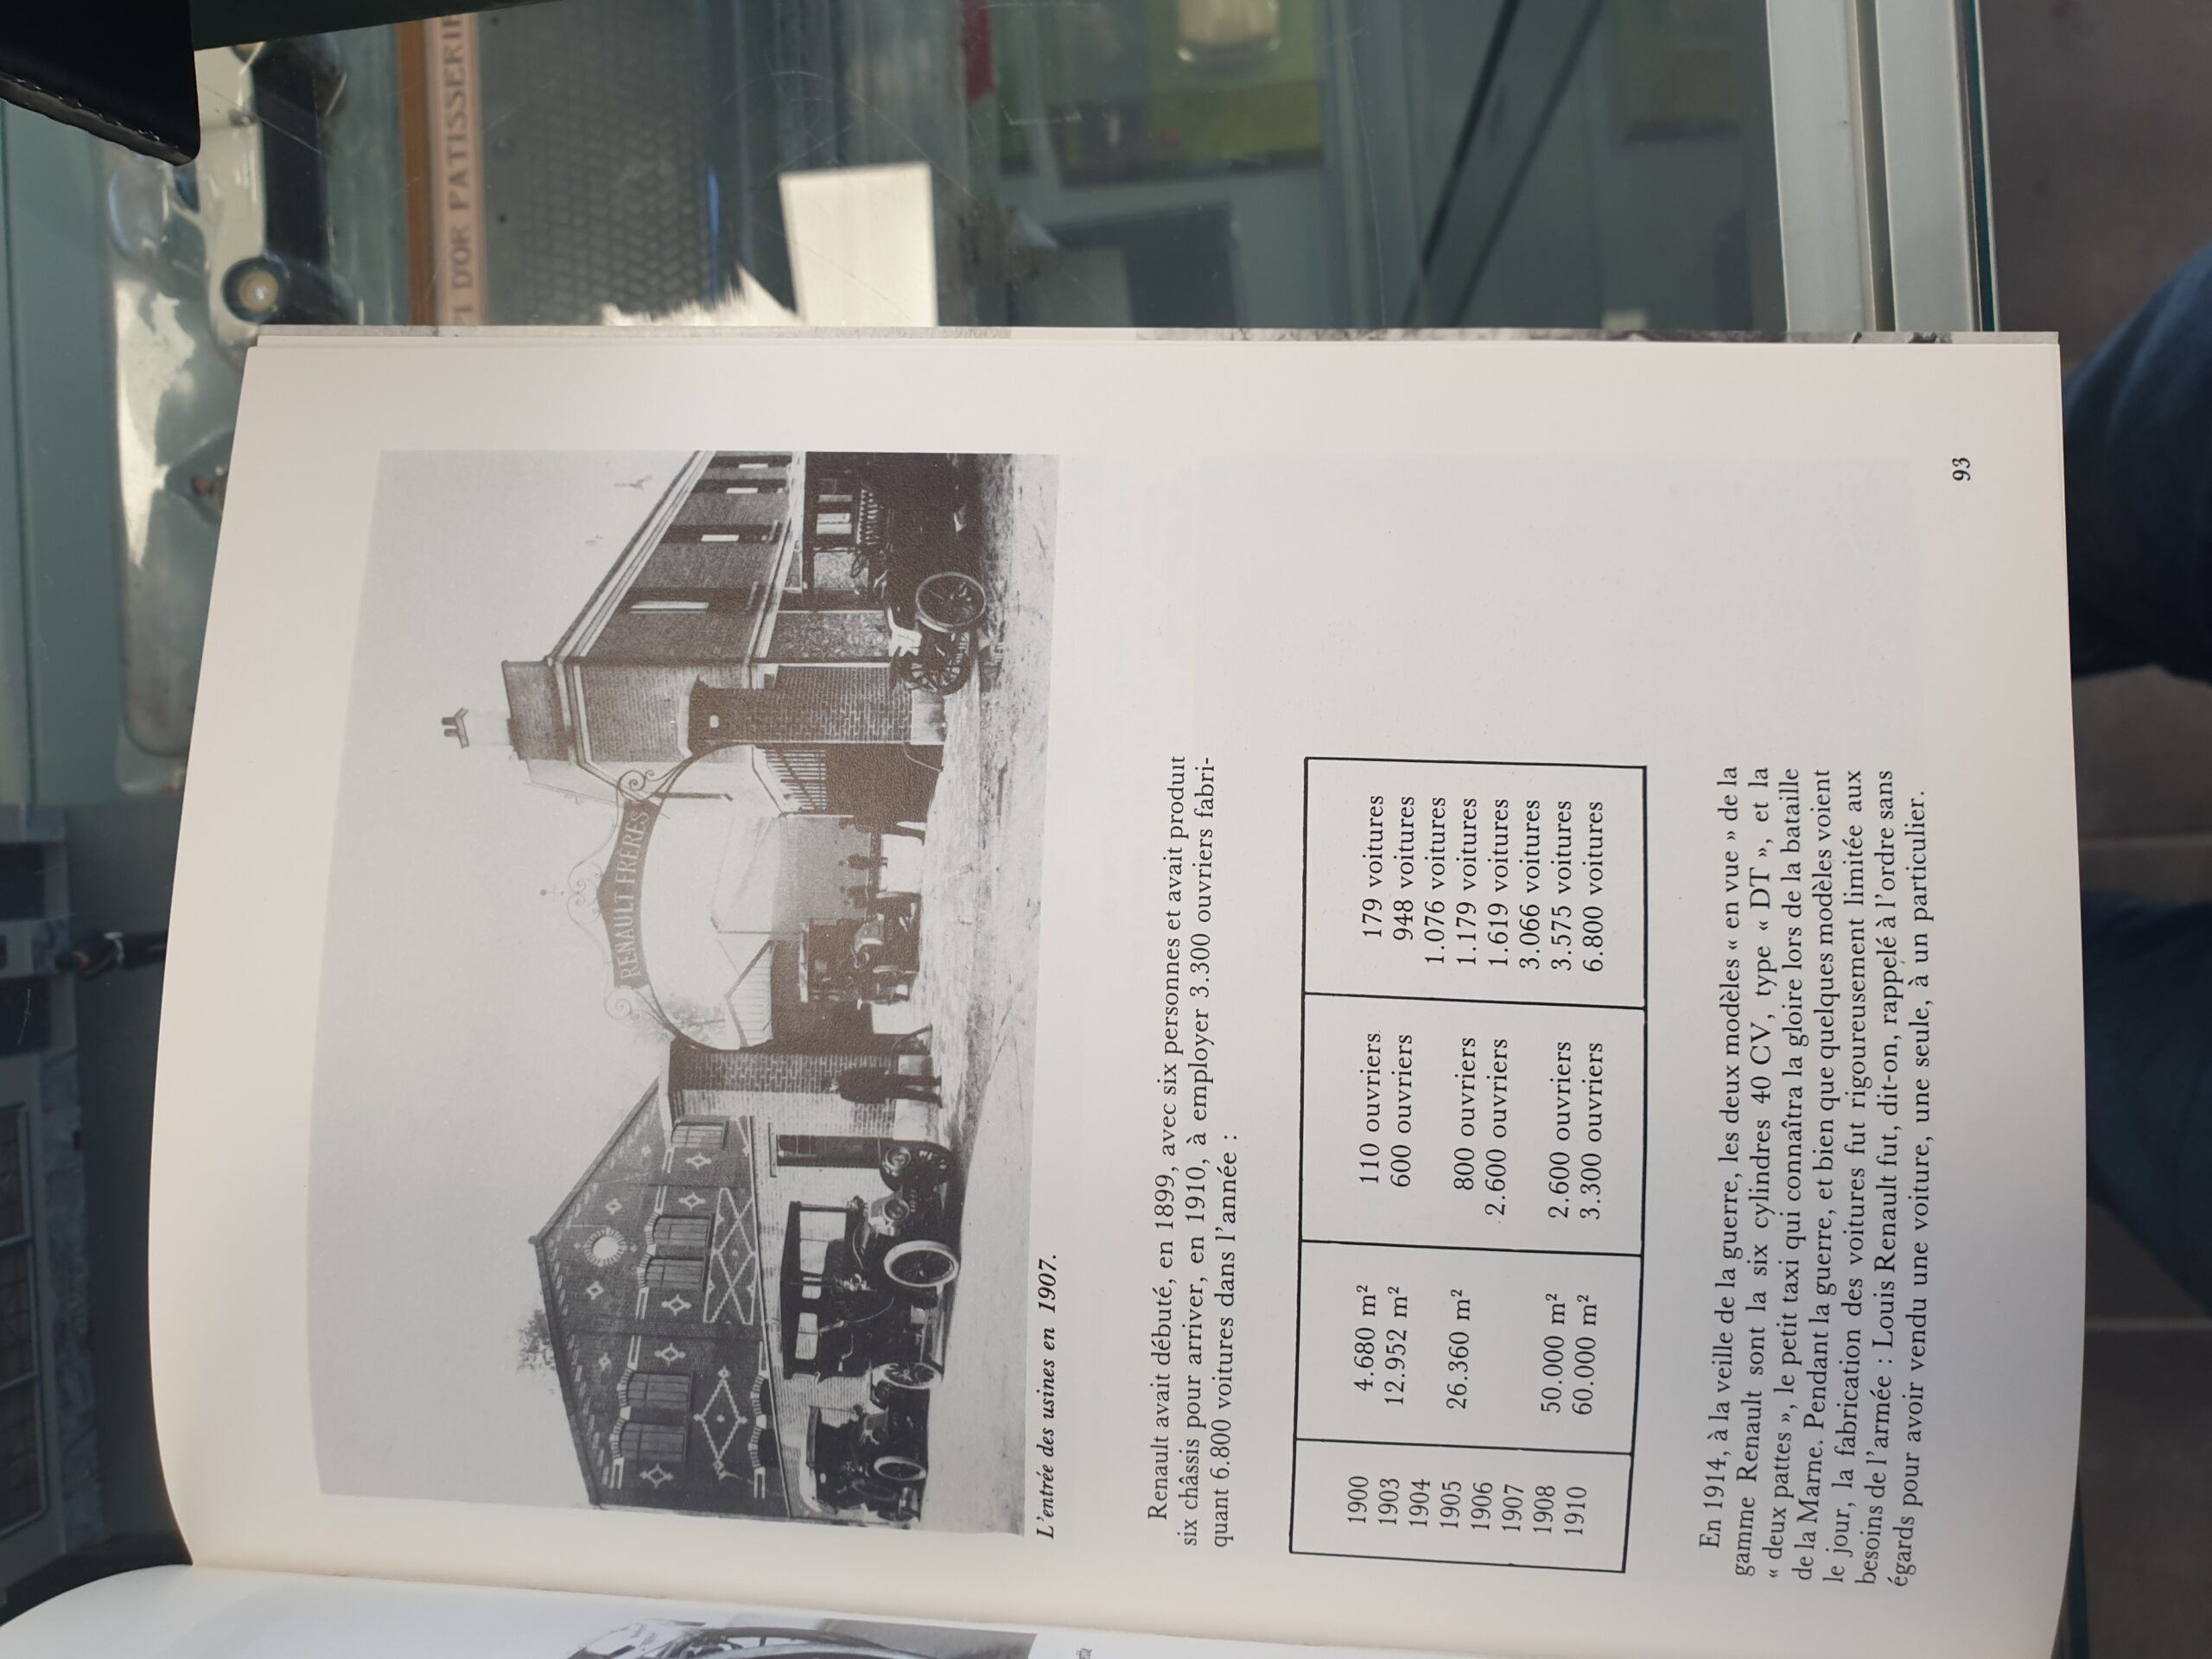 PI D'OR PATISSERIE
RENAULT FRERES
L'entrée des usines en 1907.
Renault avait débuté, en 1899, avec six personnes et avait produit
six châssis pour arriver, en 1910, à employer 3.300 ouvriers fabri-
quant 6.800 voitures dans l'année :
1900 4.680 m² 110 ouvriers 179 voitures
1903 12.952 m² 600 ouvriers 948 voitures
1904 1.076 voitures
1905 26.360 m² 800 ouvriers 1.179 voitures
1906 2.600 ouvriers 1.619 voitures
1907 3.066 voitures
1908 50.000 m² 2.600 ouvriers 3.575 voitures
1910 60.000 m² 3.300 ouvriers 6.800 voitures
En 1914, à la veille de la guerre, les deux modèles « en vue » de la
gamme Renault sont la six cylindres 40 CV, type « DT », et la
« deux pattes », le petit taxi qui connaîtra la gloire lors de la bataille
de la Marne. Pendant la guerre, et bien que quelques modèles voient
le jour, la fabrication des voitures fut rigoureusement limitée aux
besoins de l'armée : Louis Renault fut, dit-on, rappelé à l'ordre sans
égards pour avoir vendu une voiture, une seule, à un particulier.
93